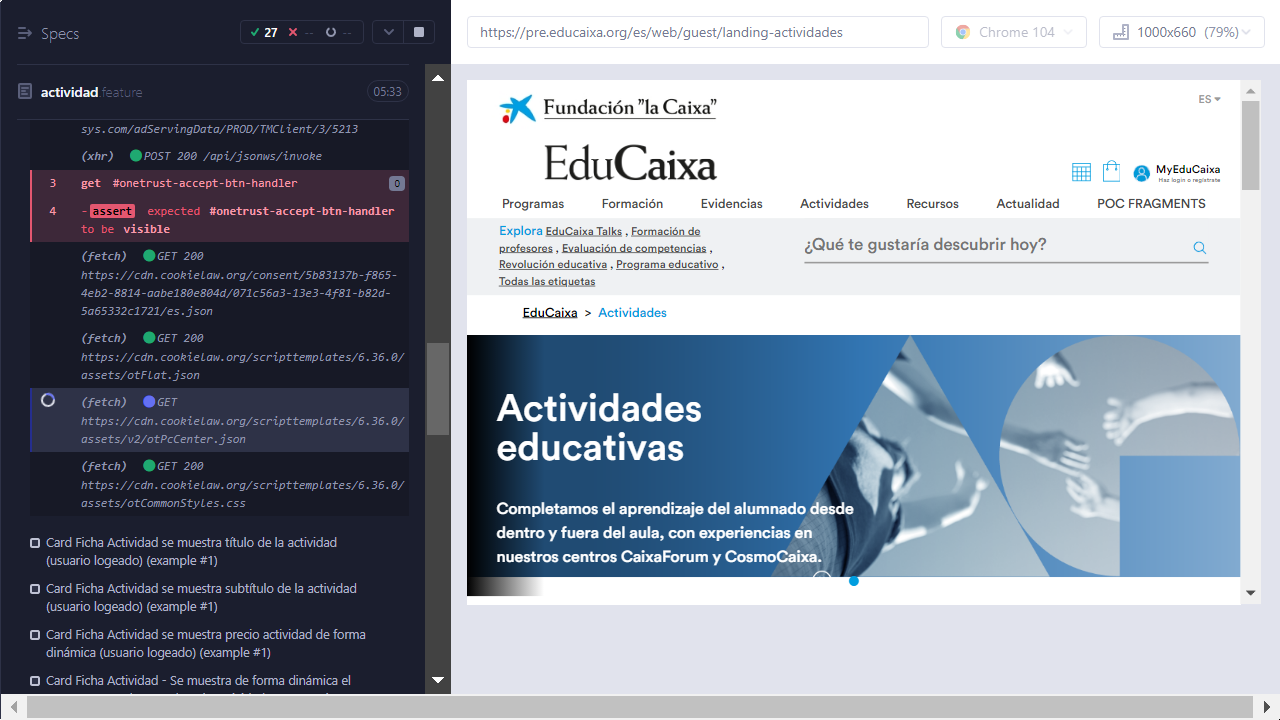 Specs
27
--
--
actividad.feature
05:33
sys.com/adServingData/PROD/TMClient/3/5213
(xhr) POST 200 /api/jsonws/invoke
3 get #onetrust-accept-btn-handler 0
4 -assert expected #onetrust-accept-btn-handler
to be visible
(fetch) GET 200
https://cdn.cookielaw.org/consent/5b83137b-f865-
4eb2-8814-aabe180e804d/071c56a3-13e3-4f81-b82d-
5a65332c1721/es.json
(fetch) GET 200
https://cdn.cookielaw.org/scripttemplates/6.36.0/
assets/otFlat.json
(fetch) GET
https://cdn.cookielaw.org/scripttemplates/6.36.0/
assets/v2/otPcCenter.json
(fetch) GET 200
https://cdn.cookielaw.org/scripttemplates/6.36.0/
assets/otCommonStyles.css
Card Ficha Actividad se muestra título de la actividad
(usuario logeado) (example #1)
Card Ficha Actividad se muestra subtítulo de la actividad
(usuario logeado) (example #1)
Card Ficha Actividad se muestra precio actividad de forma
dinámica (usuario logeado) (example #1)
Card Ficha Actividad - Se muestra de forma dinámica el
https://pre.educaixa.org/es/web/guest/landing-actividades
Chrome 104
1000x660 (79%)
Fundación "la Caixa"
ES
EduCaixa
MyEduCaixa
Haz login o regístrate
Programas Formación Evidencias Actividades Recursos Actualidad POC FRAGMENTS
Explora EduCaixa Talks , Formación de
profesores , Evaluación de competencias ,
Revolución educativa , Programa educativo ,
Todas las etiquetas
¿Qué te gustaría descubrir hoy?
EduCaixa > Actividades
Actividades
educativas
Completamos el aprendizaje del alumnado desde
dentro y fuera del aula, con experiencias en
nuestros centros CaixaForum y CosmoCaixa.